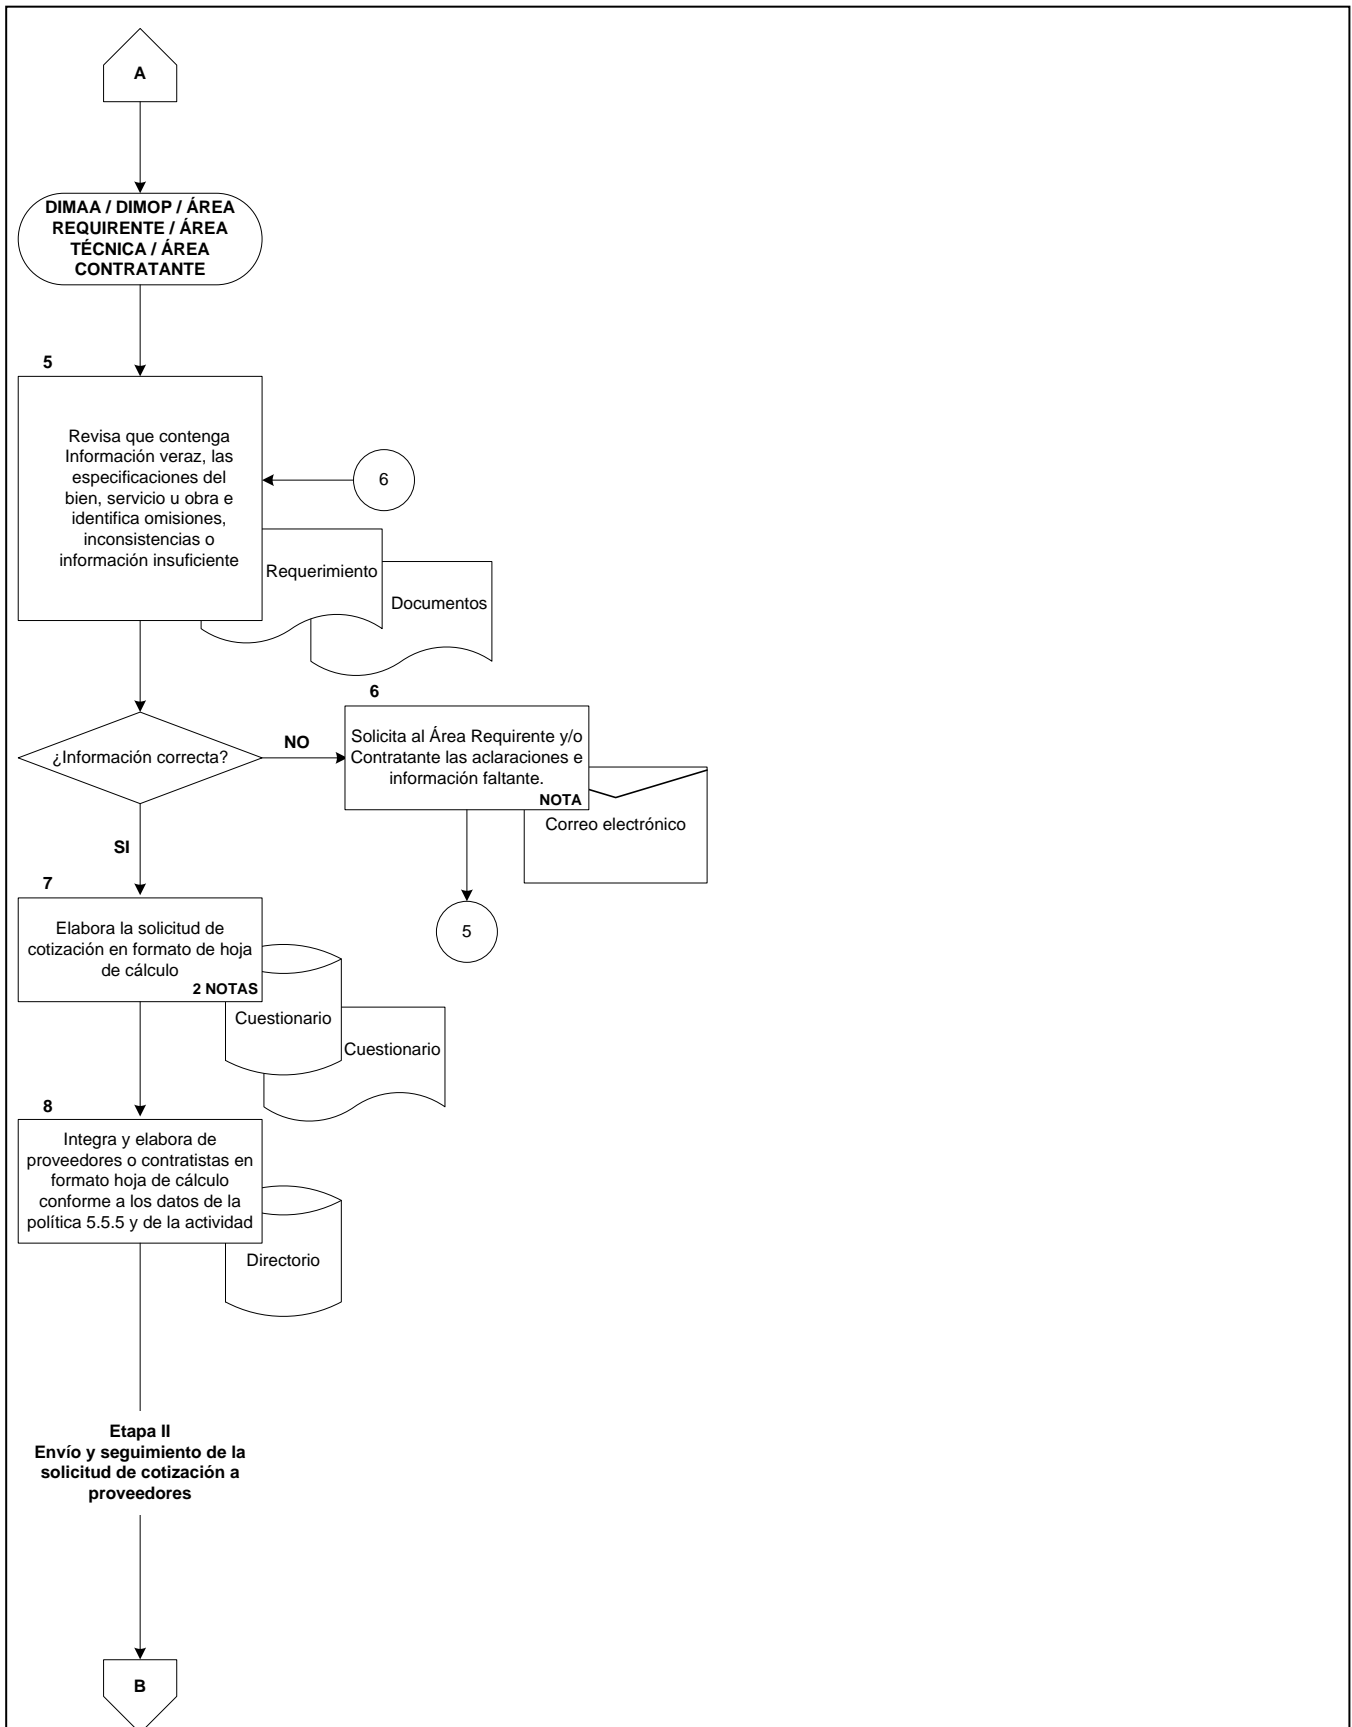 A
DIMAA / DIMOP / ÁREA
REQUIRENTE / ÁREA
TÉCNICA / ÁREA
CONTRATANTE
5
Revisa que contenga
Información veraz, las
especificaciones del
bien, servicio u obra e
identifica omisiones,
inconsistencias o
información insuficiente
6
Requerimiento
Documentos
¿Información correcta?
NO
6
Solicita al Área Requirente y/o
Contratante las aclaraciones e
información faltante.
NOTA
Correo electrónico
5
SI
7
Elabora la solicitud de
cotización en formato de hoja
de cálculo
2 NOTAS
Cuestionario
Cuestionario
8
Integra y elabora de
proveedores o contratistas en
formato hoja de cálculo
conforme a los datos de la
política 5.5.5 y de la actividad
Directorio
Etapa II
Envío y seguimiento de la
solicitud de cotización a
proveedores
B